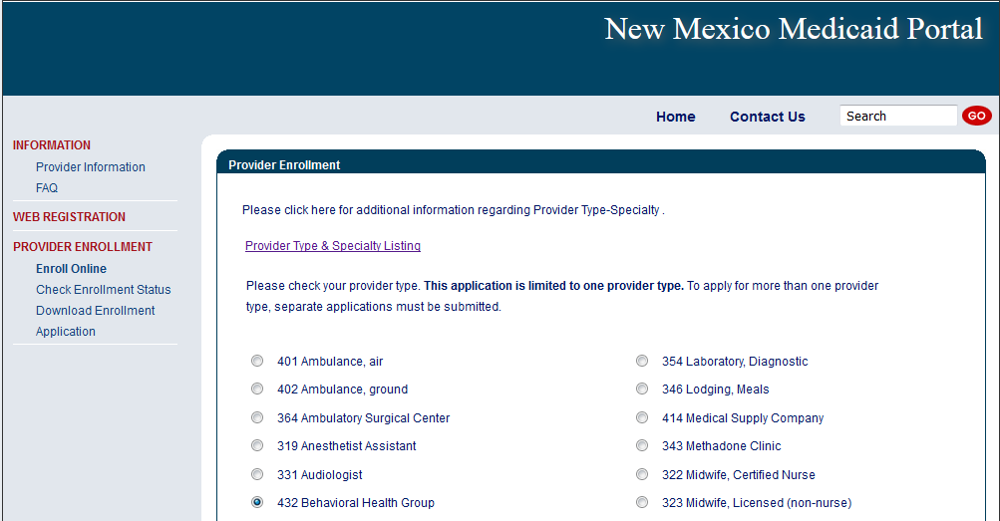 New Mexico Medicaid Portal
Home
Contact Us
Search
GO
INFORMATION
Provider Information
FAQ
WEB REGISTRATION
PROVIDER ENROLLMENT
Enroll Online
Check Enrollment Status
Download Enrollment
Application
Provider Enrollment
Please click here for additional information regarding Provider Type-Specialty .
Provider Type & Specialty Listing
Please check your provider type. This application is limited to one provider type. To apply for more than one provider
type, separate applications must be submitted.
401 Ambulance, air
402 Ambulance, ground
364 Ambulatory Surgical Center
319 Anesthetist Assistant
331 Audiologist
432 Behavioral Health Group
354 Laboratory, Diagnostic
346 Lodging, Meals
414 Medical Supply Company
343 Methadone Clinic
322 Midwife, Certified Nurse
323 Midwife, Licensed (non-nurse)